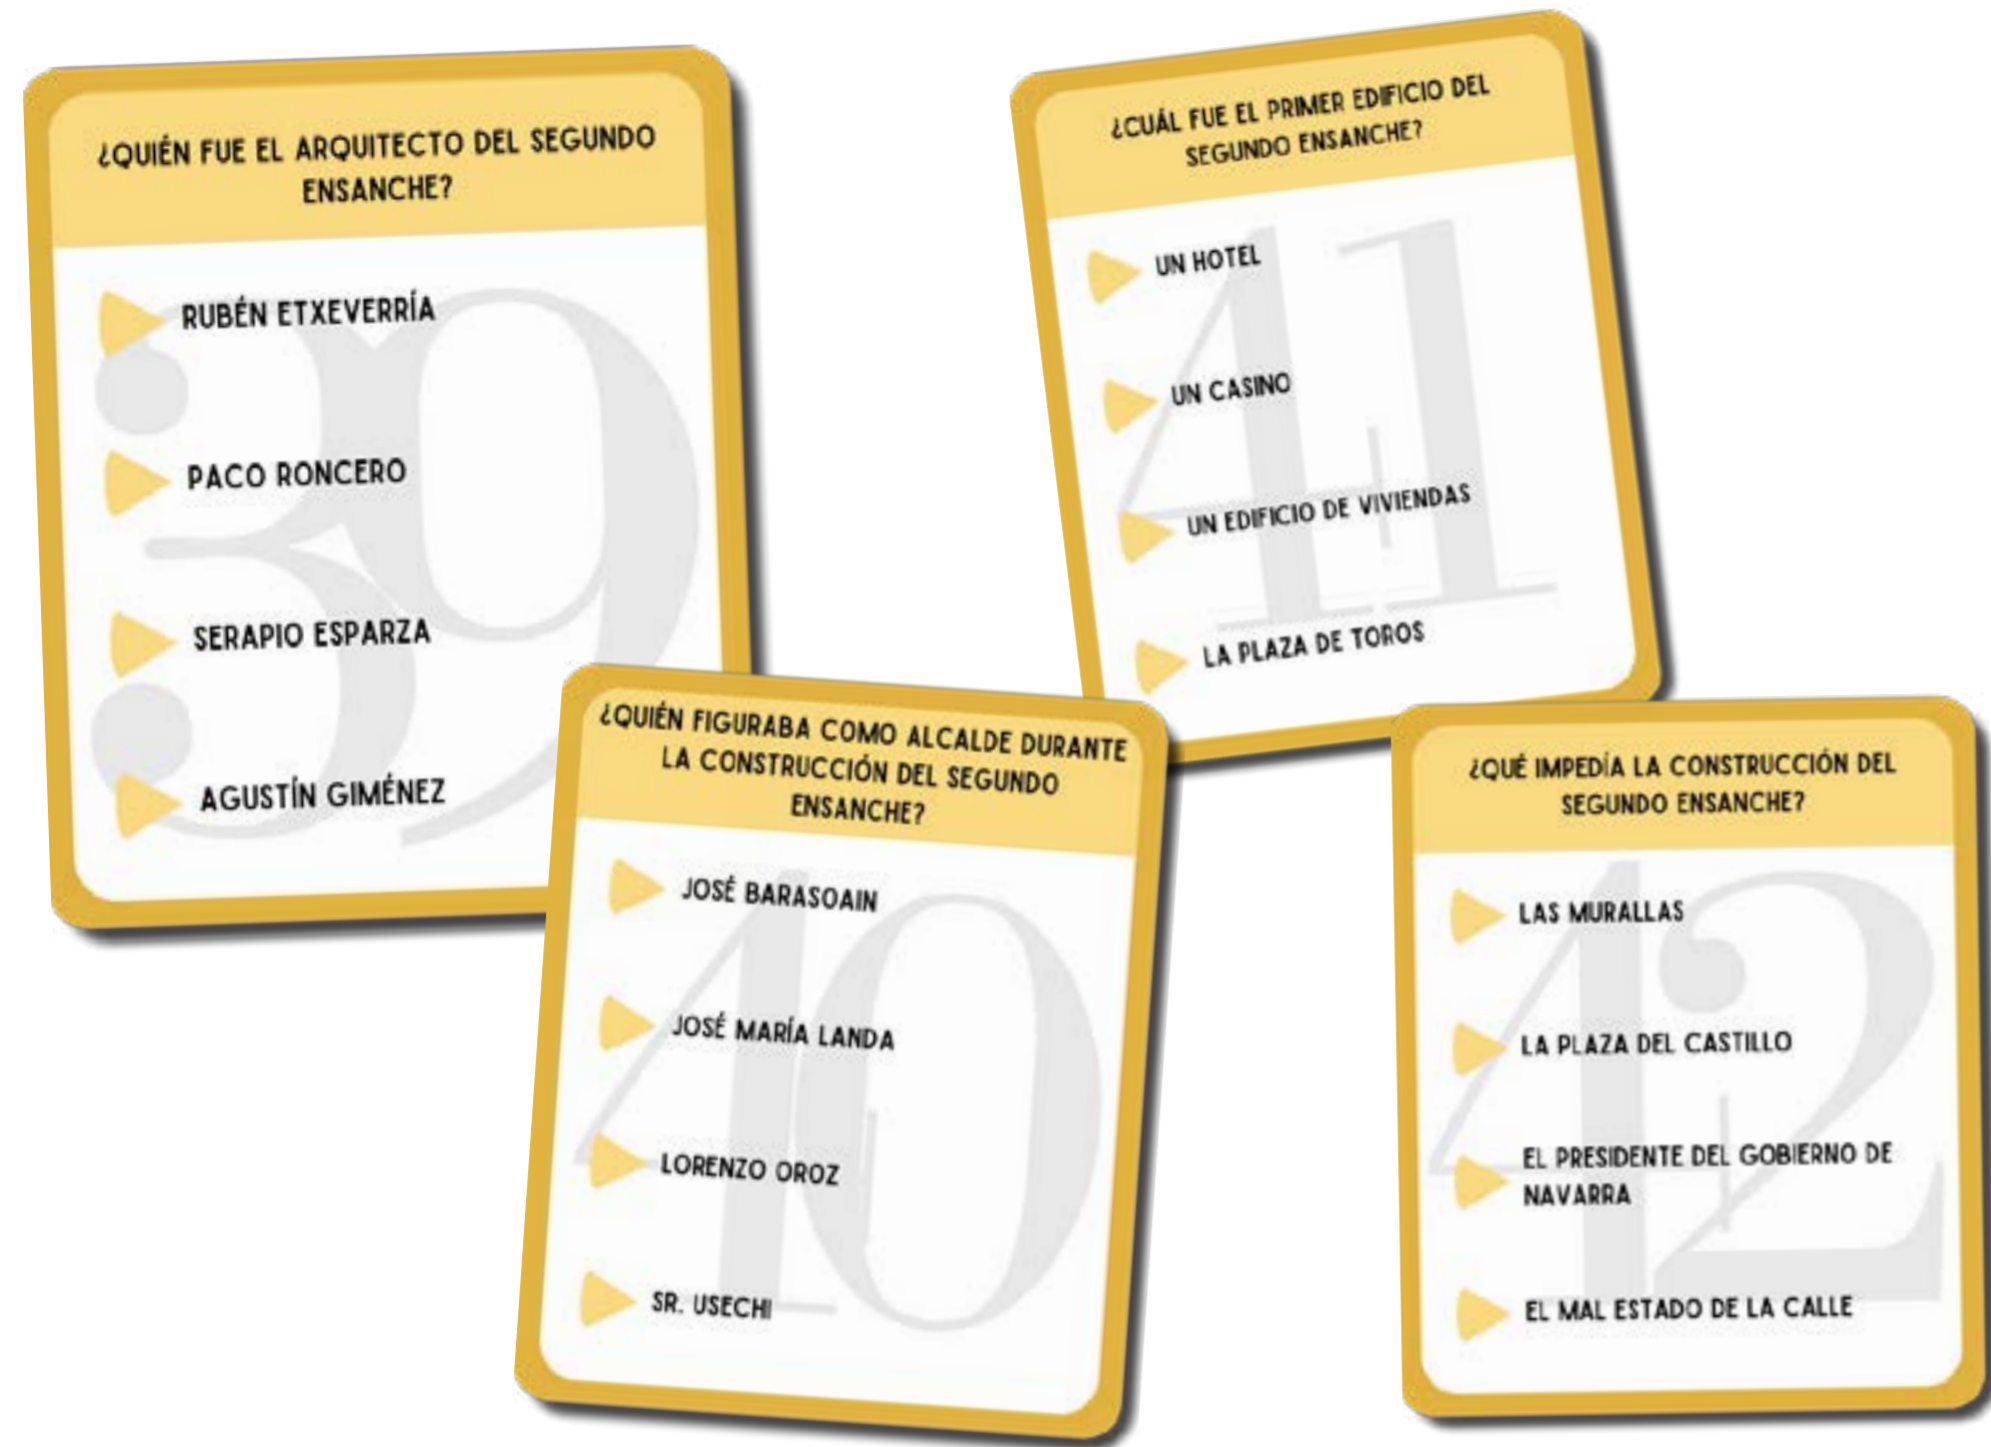 ¿QUIÉN FUE EL ARQUITECTO DEL SEGUNDO
ENSANCHE?
39
RUBÉN ETXEVERRÍA
PACO RONCERO
SERAPIO ESPARZA
AGUSTÍN GIMÉNEZ
¿CUÁL FUE EL PRIMER EDIFICIO DEL
SEGUNDO ENSANCHE?
41
UN HOTEL
UN CASINO
UN EDIFICIO DE VIVIENDAS
LA PLAZA DE TOROS
¿QUIÉN FIGURABA COMO ALCALDE DURANTE
LA CONSTRUCCIÓN DEL SEGUNDO
ENSANCHE?
40
JOSÉ BARASOAIN
JOSÉ MARÍA LANDA
LORENZO OROZ
SR. USECHI
¿QUÉ IMPEDÍA LA CONSTRUCCIÓN DEL
SEGUNDO ENSANCHE?
42
LAS MURALLAS
LA PLAZA DEL CASTILLO
EL PRESIDENTE DEL GOBIERNO DE
NAVARRA
EL MAL ESTADO DE LA CALLE